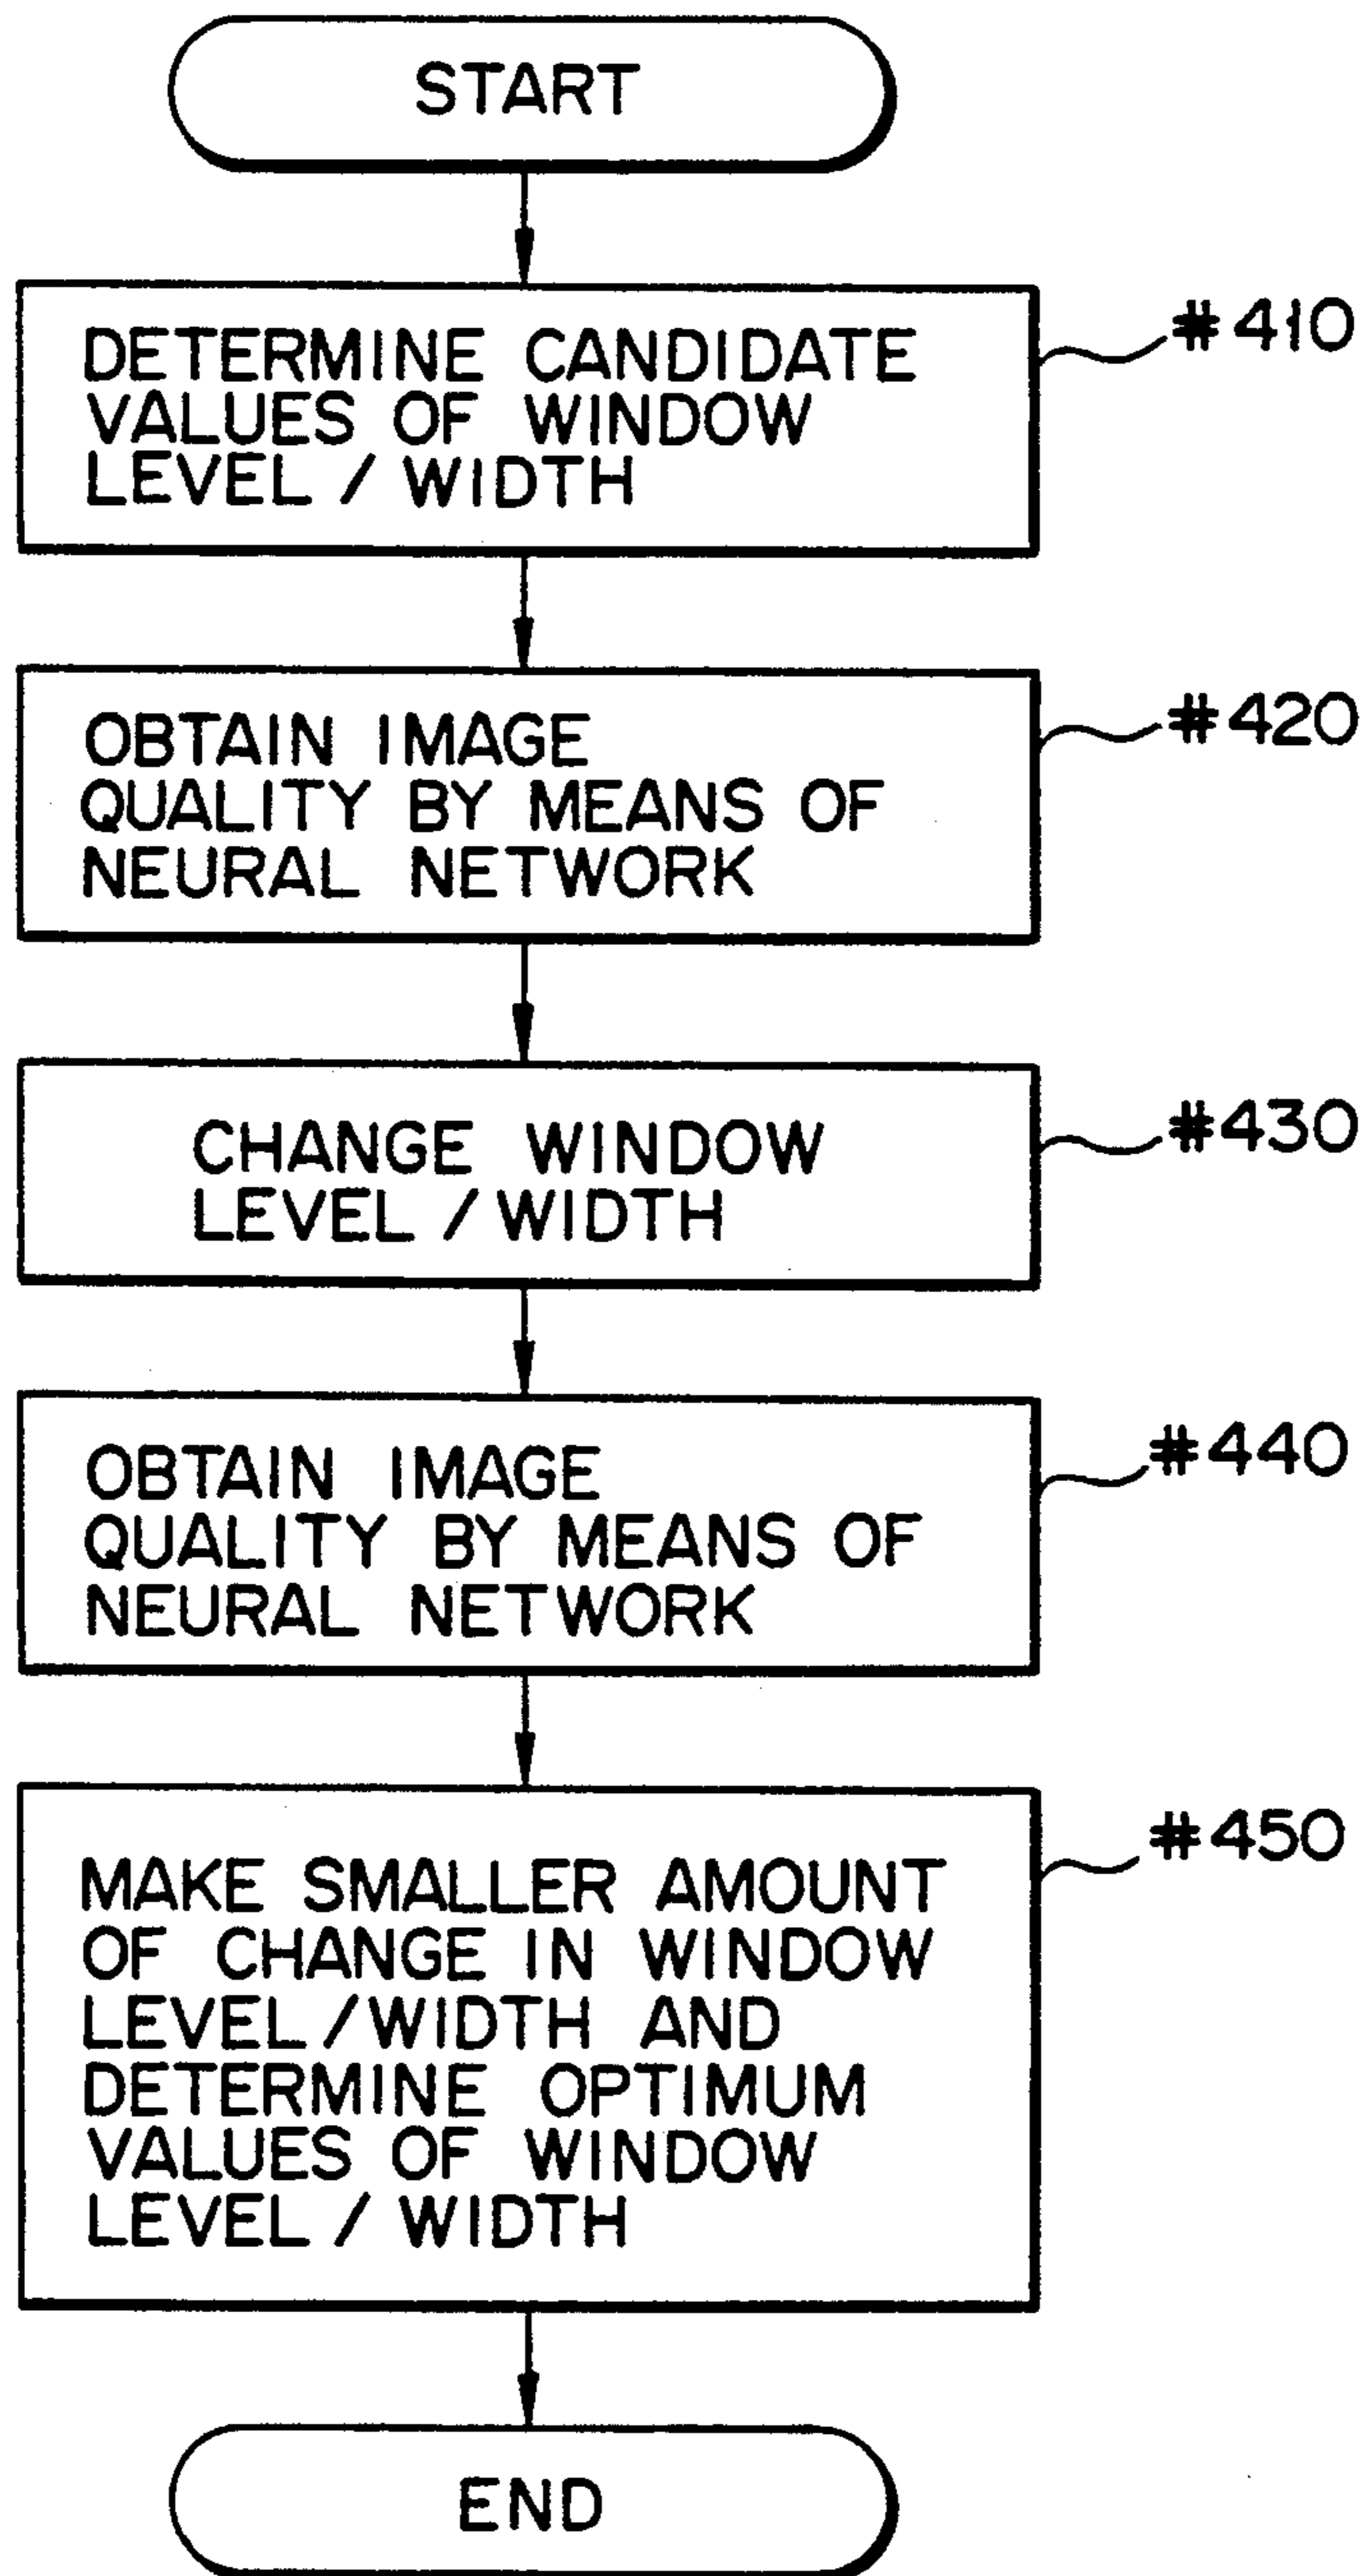 START
DETERMINE CANDIDATE
VALUES OF WINDOW
LEVEL / WIDTH
#410
OBTAIN IMAGE
QUALITY BY MEANS OF
NEURAL NETWORK
#420
CHANGE WINDOW
LEVEL / WIDTH
#430
OBTAIN IMAGE
QUALITY BY MEANS OF
NEURAL NETWORK
#440
MAKE SMALLER AMOUNT
OF CHANGE IN WINDOW
LEVEL/WIDTH AND
DETERMINE OPTIMUM
VALUES OF WINDOW
LEVEL / WIDTH
#450
END